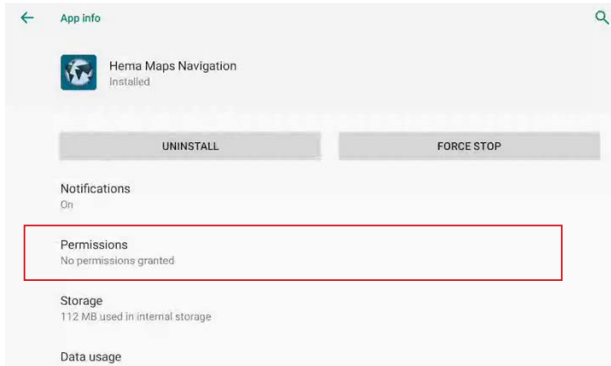 App info
Hema Maps Navigation
Installed
UNINSTALL
FORCE STOP
Notifications
On
Permissions
No permissions granted
Storage
112 MB used in internal storage
Data usage